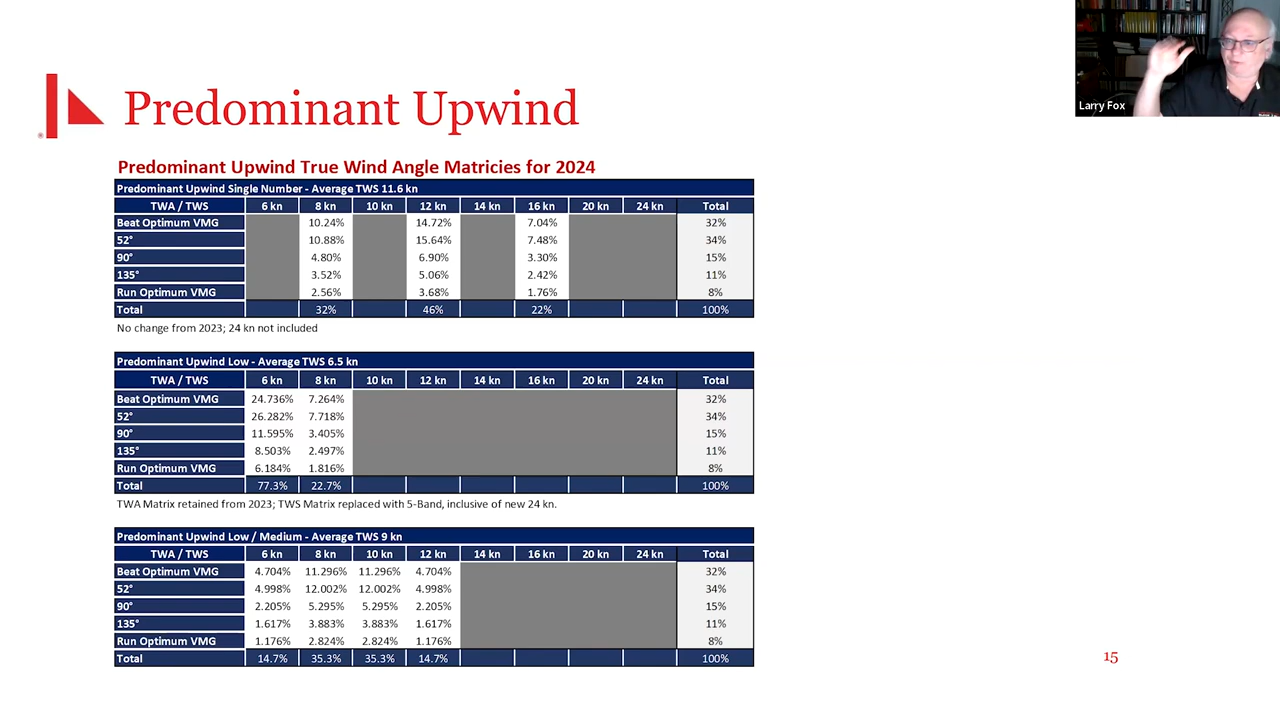 Larry Fox
Predominant Upwind
Predominant Upwind True Wind Angle Matricies for 2024
Predominant Upwind Single Number - Average TWS 11.6 kn
TWA / TWS 6 kn 8 kn 10 kn 12 kn 14 kn 16 kn 20 kn 24 kn Total
Beat Optimum VMG 10.24% 14.72% 7.04% 32%
52° 10.88% 15.64% 7.48% 34%
90° 4.80% 6.90% 3.30% 15%
135° 3.52% 5.06% 2.42% 11%
Run Optimum VMG 2.56% 3.68% 1.76% 8%
Total 32% 46% 22% 100%
No change from 2023; 24 kn not included
Predominant Upwind Low - Average TWS 6.5 kn
TWA / TWS 6 kn 8 kn 10 kn 12 kn 14 kn 16 kn 20 kn 24 kn Total
Beat Optimum VMG 24.736% 7.264% 32%
52° 26.282% 7.718% 34%
90° 11.595% 3.405% 15%
135° 8.503% 2.497% 11%
Run Optimum VMG 6.184% 1.816% 8%
Total 77.3% 22.7% 100%
TWA Matrix retained from 2023; TWS Matrix replaced with 5-Band, inclusive of new 24 kn.
Predominant Upwind Low / Medium - Average TWS 9 kn
TWA / TWS 6 kn 8 kn 10 kn 12 kn 14 kn 16 kn 20 kn 24 kn Total
Beat Optimum VMG 4.704% 11.296% 11.296% 4.704% 32%
52° 4.998% 12.002% 12.002% 4.998% 34%
90° 2.205% 5.295% 5.295% 2.205% 15%
135° 1.617% 3.883% 3.883% 1.617% 11%
Run Optimum VMG 1.176% 2.824% 2.824% 1.176% 8%
Total 14.7% 35.3% 35.3% 14.7% 100%
15